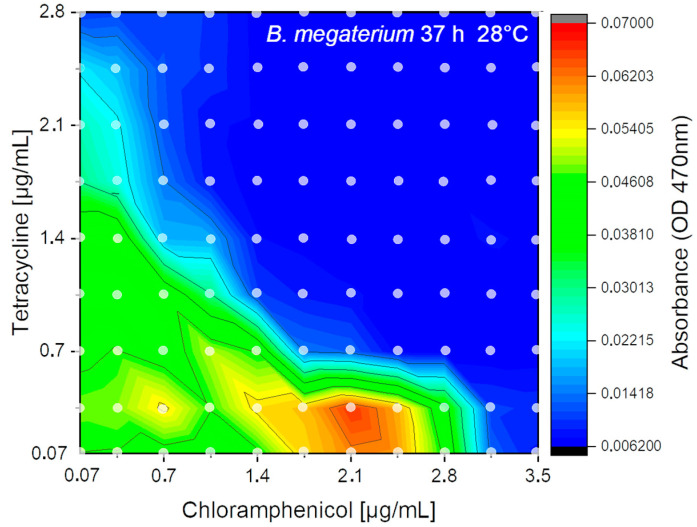 B. megaterium 37 h 28°C
2.8
2.1
1.4
0.7
0.07
Tetracycline [µg/mL]
0.07 0.7 1.4 2.1 2.8 3.5
Chloramphenicol [µg/mL]
0.07000
0.06203
0.05405
0.04608
0.03810
0.03013
0.02215
0.01418
0.006200
Absorbance (OD 470nm)